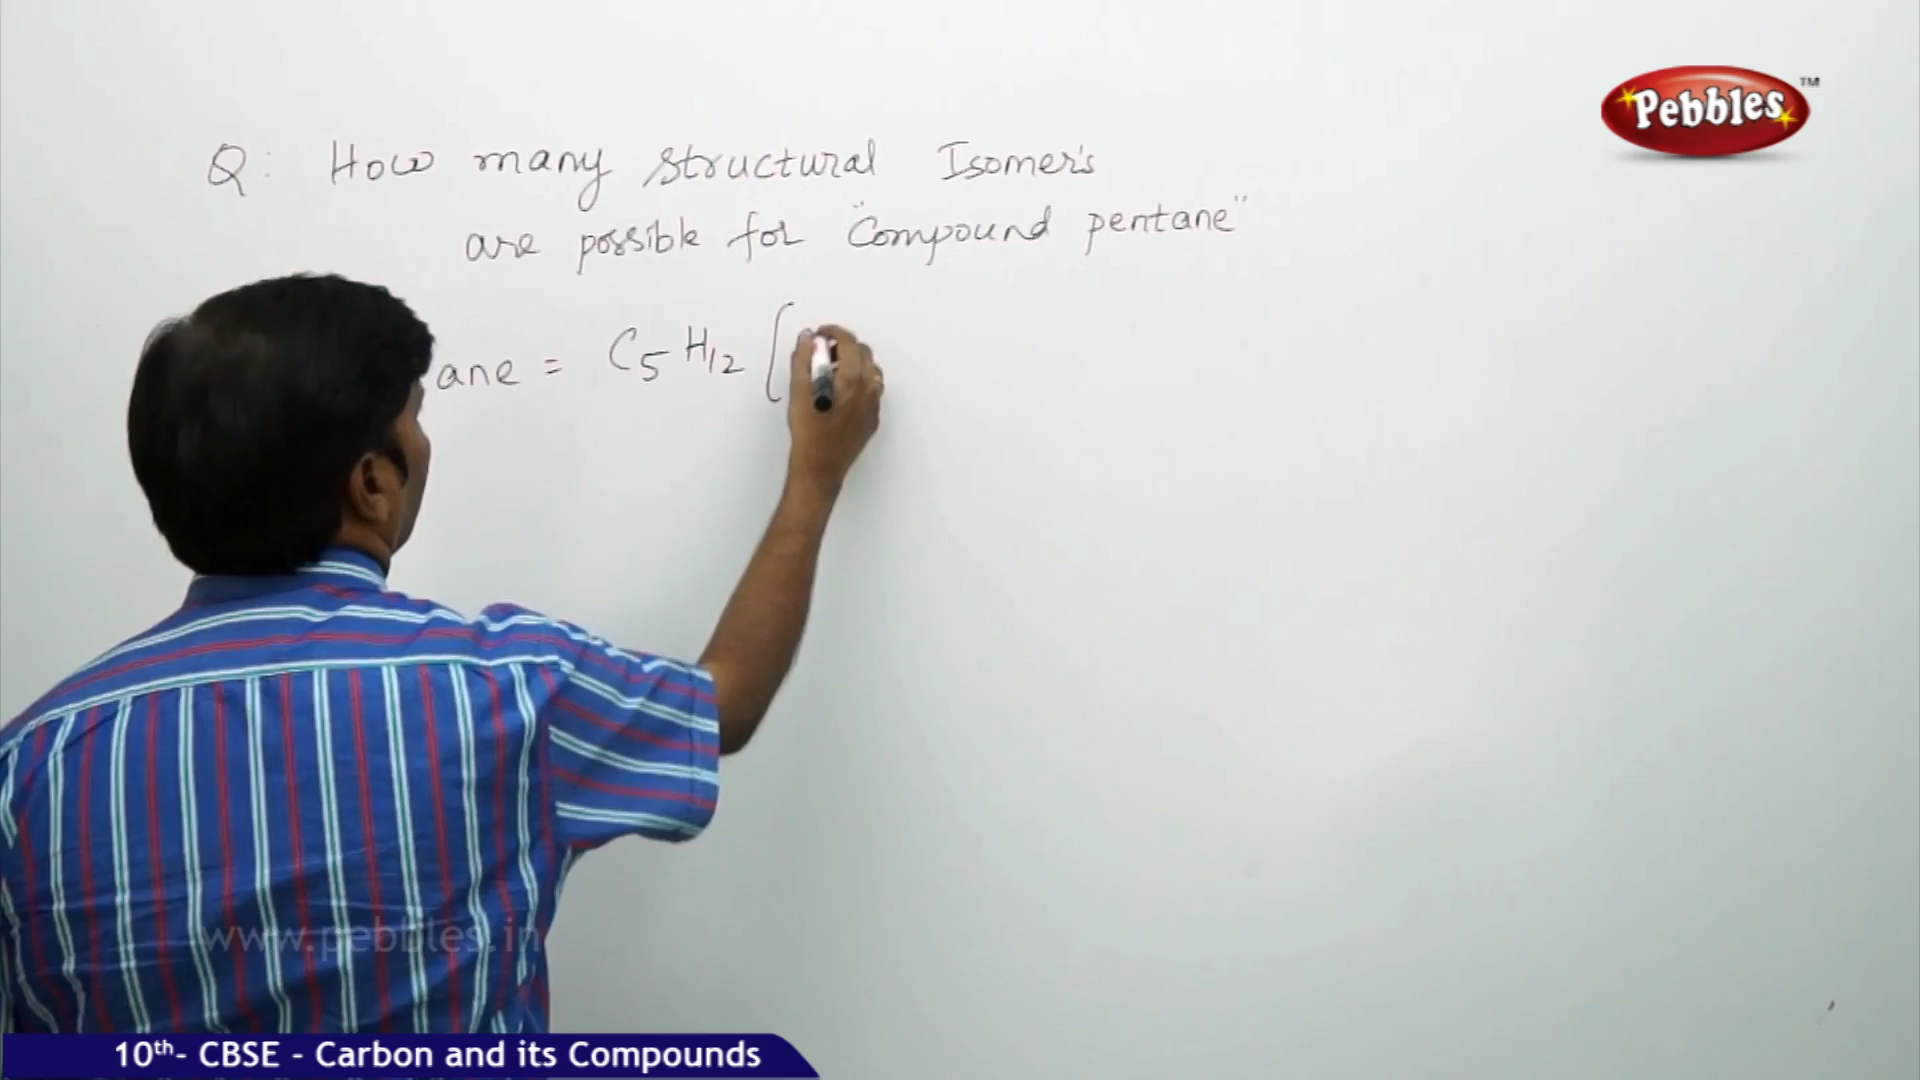 Pebbles TM
Q: How many structural Isomer's
are possible for "Compound pentane"
ane = C5 H12 [
www.pebbles.in
10th- CBSE - Carbon and its Compounds